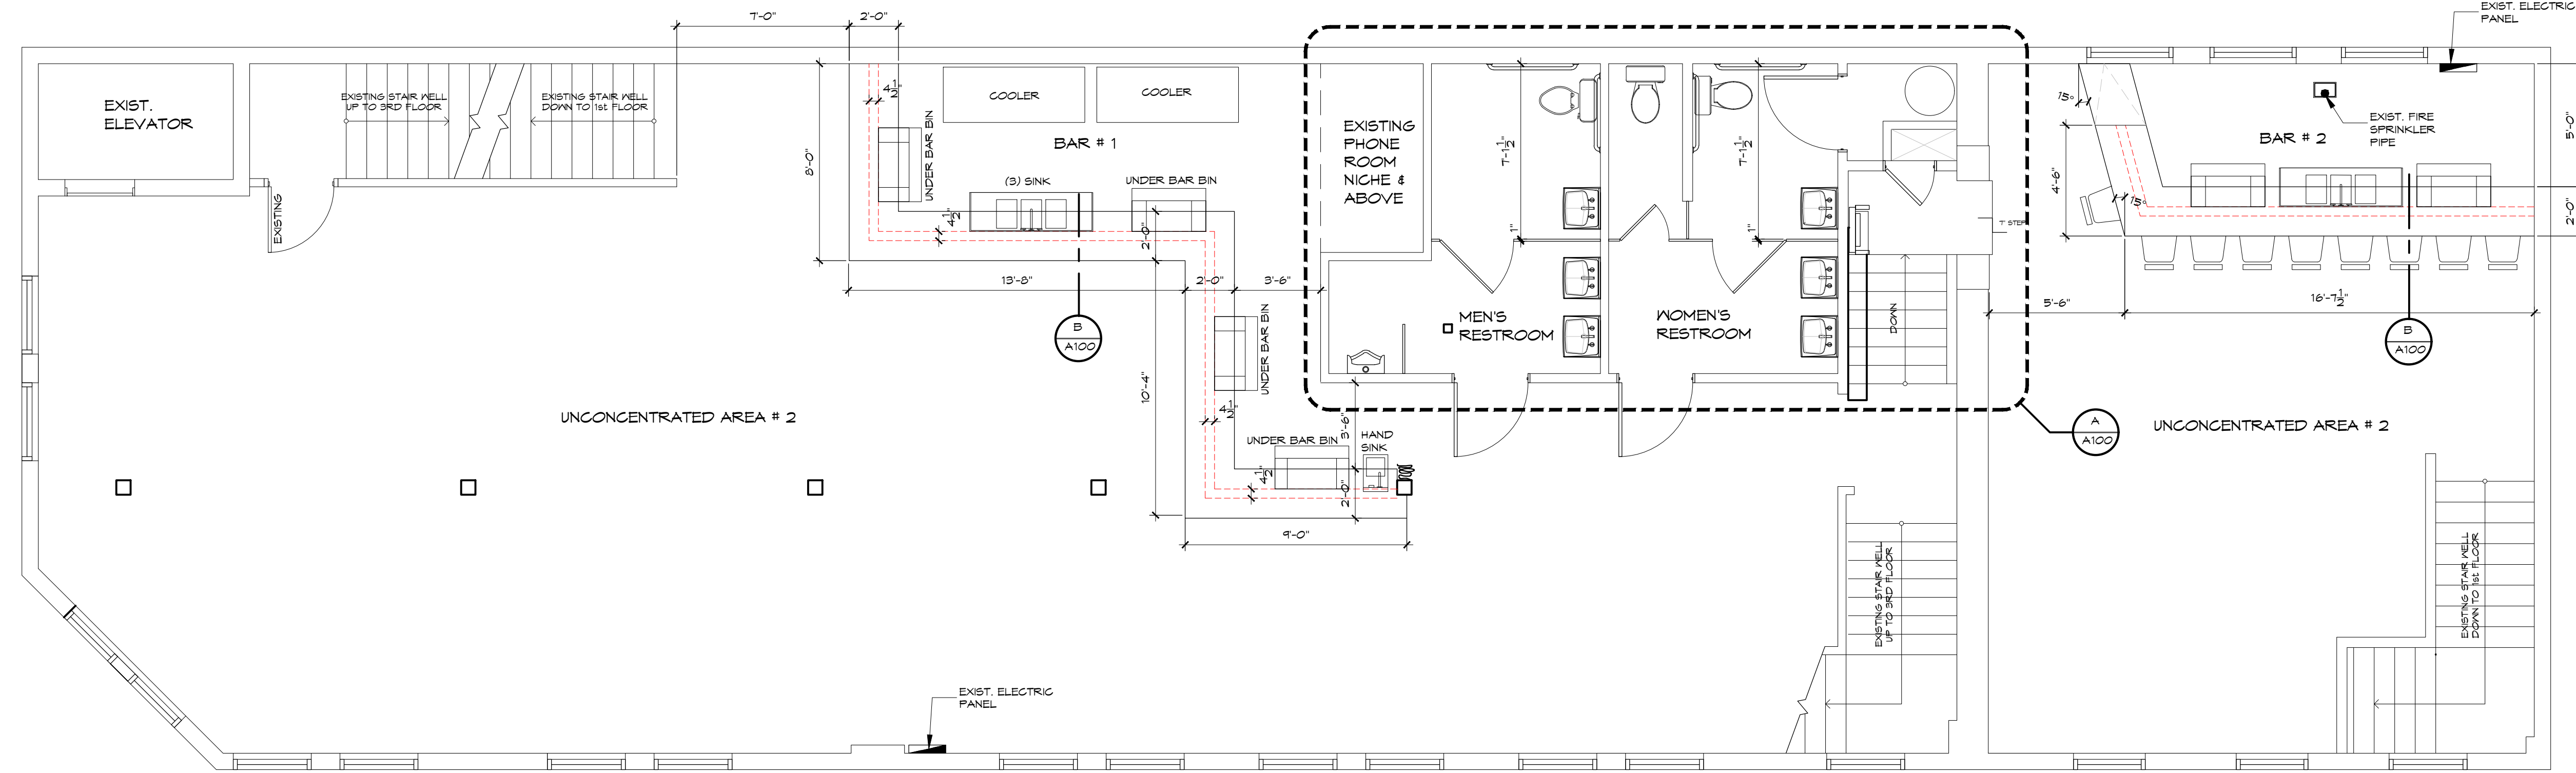 EXIST. ELECTRIC
PANEL
7'-0"
2'-0"
EXIST.
ELEVATOR
EXISTING STAIR WELL
UP TO 3RD FLOOR
EXISTING STAIR WELL
DOWN TO 1st FLOOR
EXISTING
8'-0"
4 1/2"
UNDER BAR BIN
COOLER
COOLER
BAR # 1
(3) SINK
UNDER BAR BIN
4 1/2"
2'-0"
13'-8"
2'-0"
3'-6"
B
A100
10'-4"
UNDER BAR BIN
4 1/2"
UNDER BAR BIN
4 1/2"
3'-6"
HAND
SINK
2'-0"
9'-0"
EXISTING
PHONE
ROOM
NICHE &
ABOVE
7'-1 1/2"
1"
7'-1 1/2"
1"
MEN'S
RESTROOM
WOMEN'S
RESTROOM
DOWN
7" STEP
A
A100
15°
4'-6"
15°
BAR # 2
EXIST. FIRE
SPRINKLER
PIPE
5'-0"
2'-0"
5'-6"
16'-7 1/2"
B
A100
UNCONCENTRATED AREA # 2
UNCONCENTRATED AREA # 2
EXISTING STAIR WELL
UP TO 3RD FLOOR
EXISTING STAIR WELL
DOWN TO 1st FLOOR
EXIST. ELECTRIC
PANEL